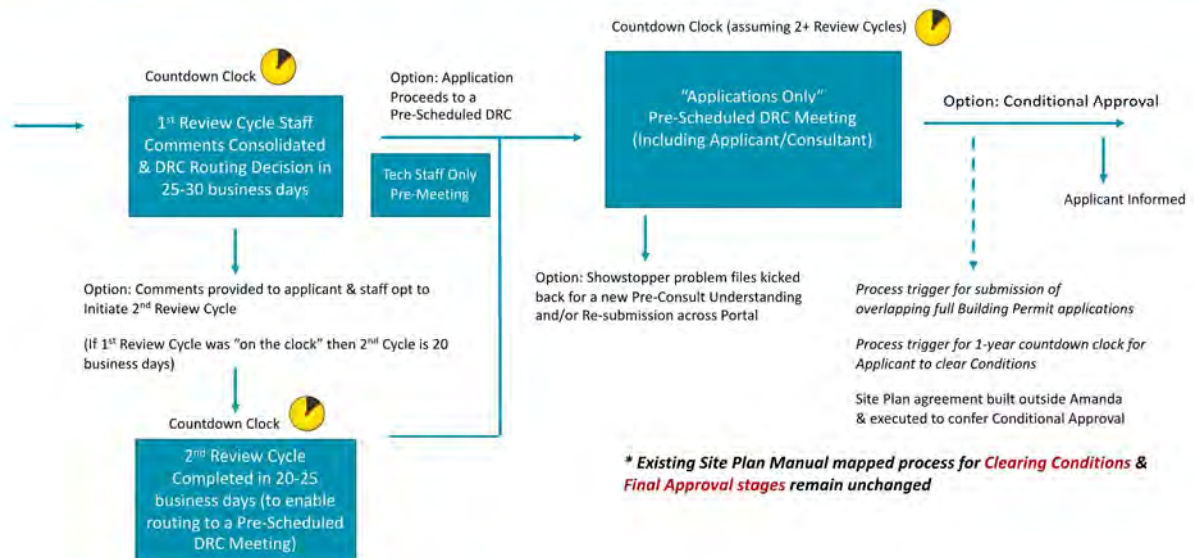 Countdown Clock
1st Review Cycle Staff
Comments Consolidated
& DRC Routing Decision in
25-30 business days
Option: Application
Proceeds to a
Pre-Scheduled DRC
Tech Staff Only
Pre-Meeting
Countdown Clock (assuming 2+ Review Cycles)
"Applications Only"
Pre-Scheduled DRC Meeting
(Including Applicant/Consultant)
Option: Conditional Approval
Applicant Informed
Option: Comments provided to applicant & staff opt to
Initiate 2nd Review Cycle
(If 1st Review Cycle was "on the clock" then 2nd Cycle is 20
business days)
Option: Showstopper problem files kicked
back for a new Pre-Consult Understanding
and/or Re-submission across Portal
Process trigger for submission of
overlapping full Building Permit applications
Process trigger for 1-year countdown clock for
Applicant to clear Conditions
Site Plan agreement built outside Amanda
& executed to confer Conditional Approval
Countdown Clock
2nd Review Cycle
Completed in 20-25
business days (to enable
routing to a Pre-Scheduled
DRC Meeting)
* Existing Site Plan Manual mapped process for Clearing Conditions &
Final Approval stages remain unchanged